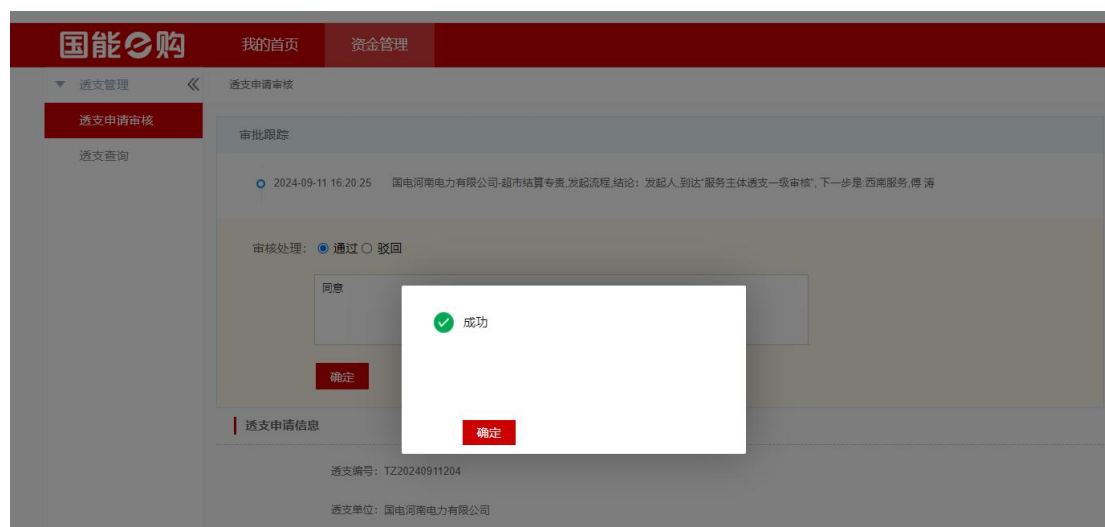 国能e购 我的首页 资金管理
透支管理 透支申请审核
透支申请审核
透支查询
审批跟踪
2024-09-11 16:20:25 国电河南电力有限公司-超市结算专责,发起流程,结论：发起人,到达"服务主体透支一级审核", 下一步是:西南服务,傅 涛
审核处理： 通过 驳回
同意
成功
确定
确定
透支申请信息
透支编号：TZ20240911204
透支单位：国电河南电力有限公司